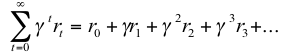 ∞
∑ γ^t r_t = r_0 + γr_1 + γ^2 r_2 + γ^3 r_3 + ...
t=0